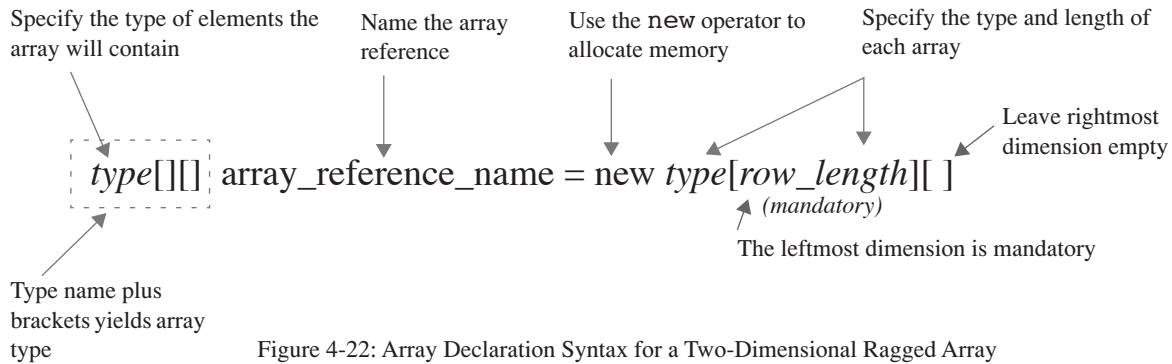 Specify the type of elements the
array will contain
Name the array
reference
Use the new operator to
allocate memory
Specify the type and length of
each array
Leave rightmost
dimension empty
type[][] array_reference_name = new type[row_length][ ]
(mandatory)
The leftmost dimension is mandatory
Type name plus
brackets yields array
type
Figure 4-22: Array Declaration Syntax for a Two-Dimensional Ragged Array